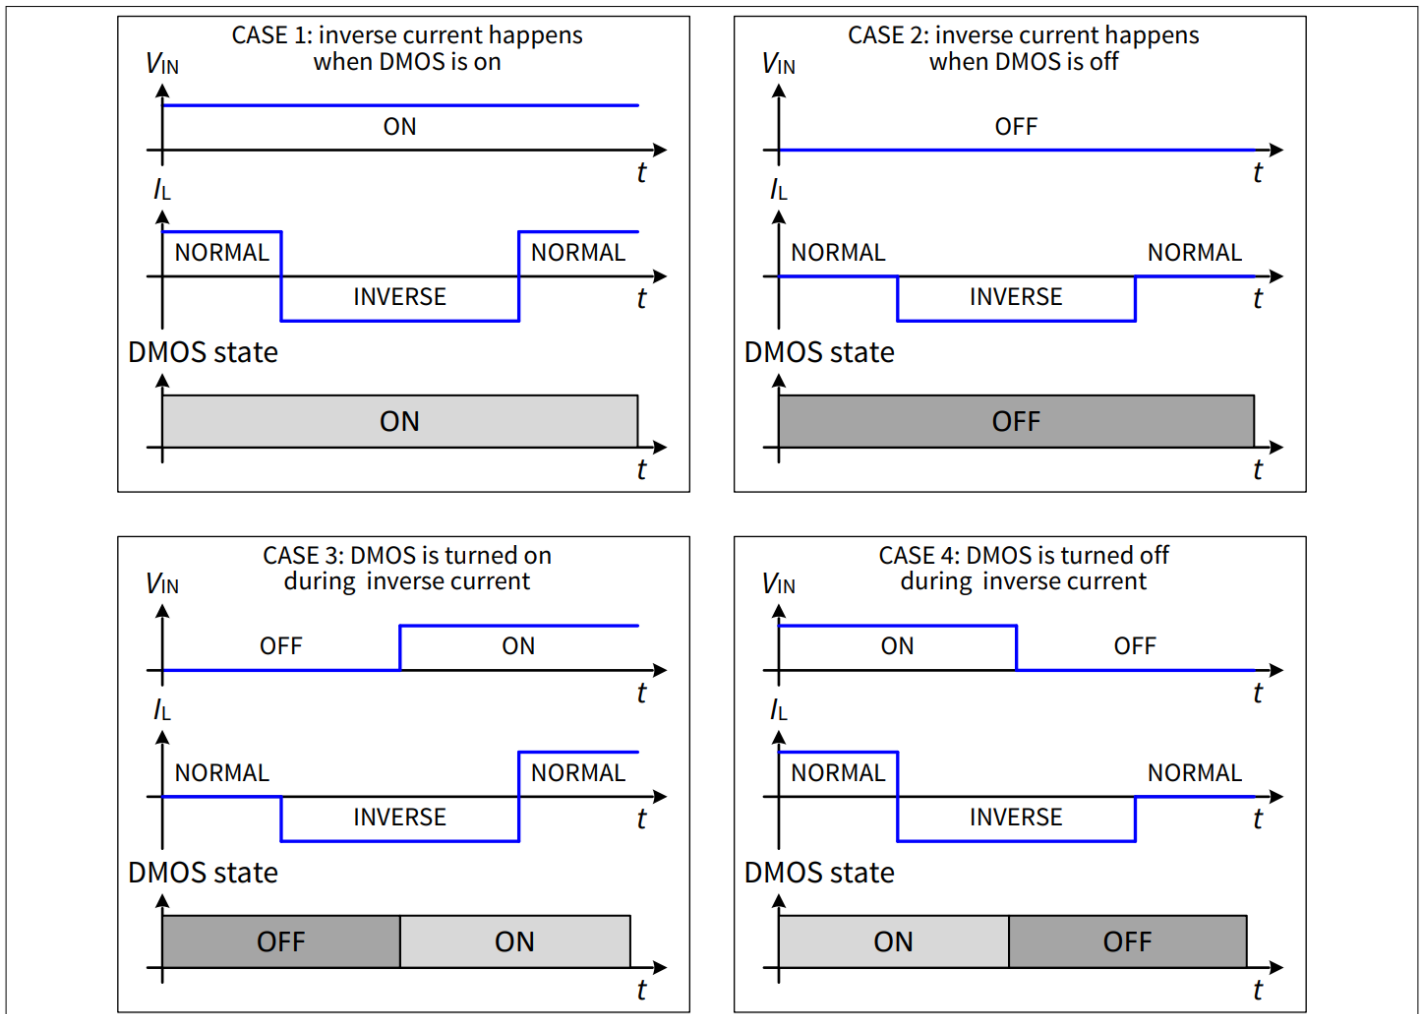 CASE 1: inverse current happens
when DMOS is on
VIN
ON
t
IL
NORMAL
NORMAL
INVERSE
t
DMOS state
ON
t
CASE 2: inverse current happens
when DMOS is off
VIN
OFF
t
IL
NORMAL
NORMAL
INVERSE
t
DMOS state
OFF
t
CASE 3: DMOS is turned on
during inverse current
VIN
OFF
ON
t
IL
NORMAL
NORMAL
INVERSE
t
DMOS state
OFF
ON
t
CASE 4: DMOS is turned off
during inverse current
VIN
ON
OFF
t
IL
NORMAL
NORMAL
INVERSE
t
DMOS state
ON
OFF
t